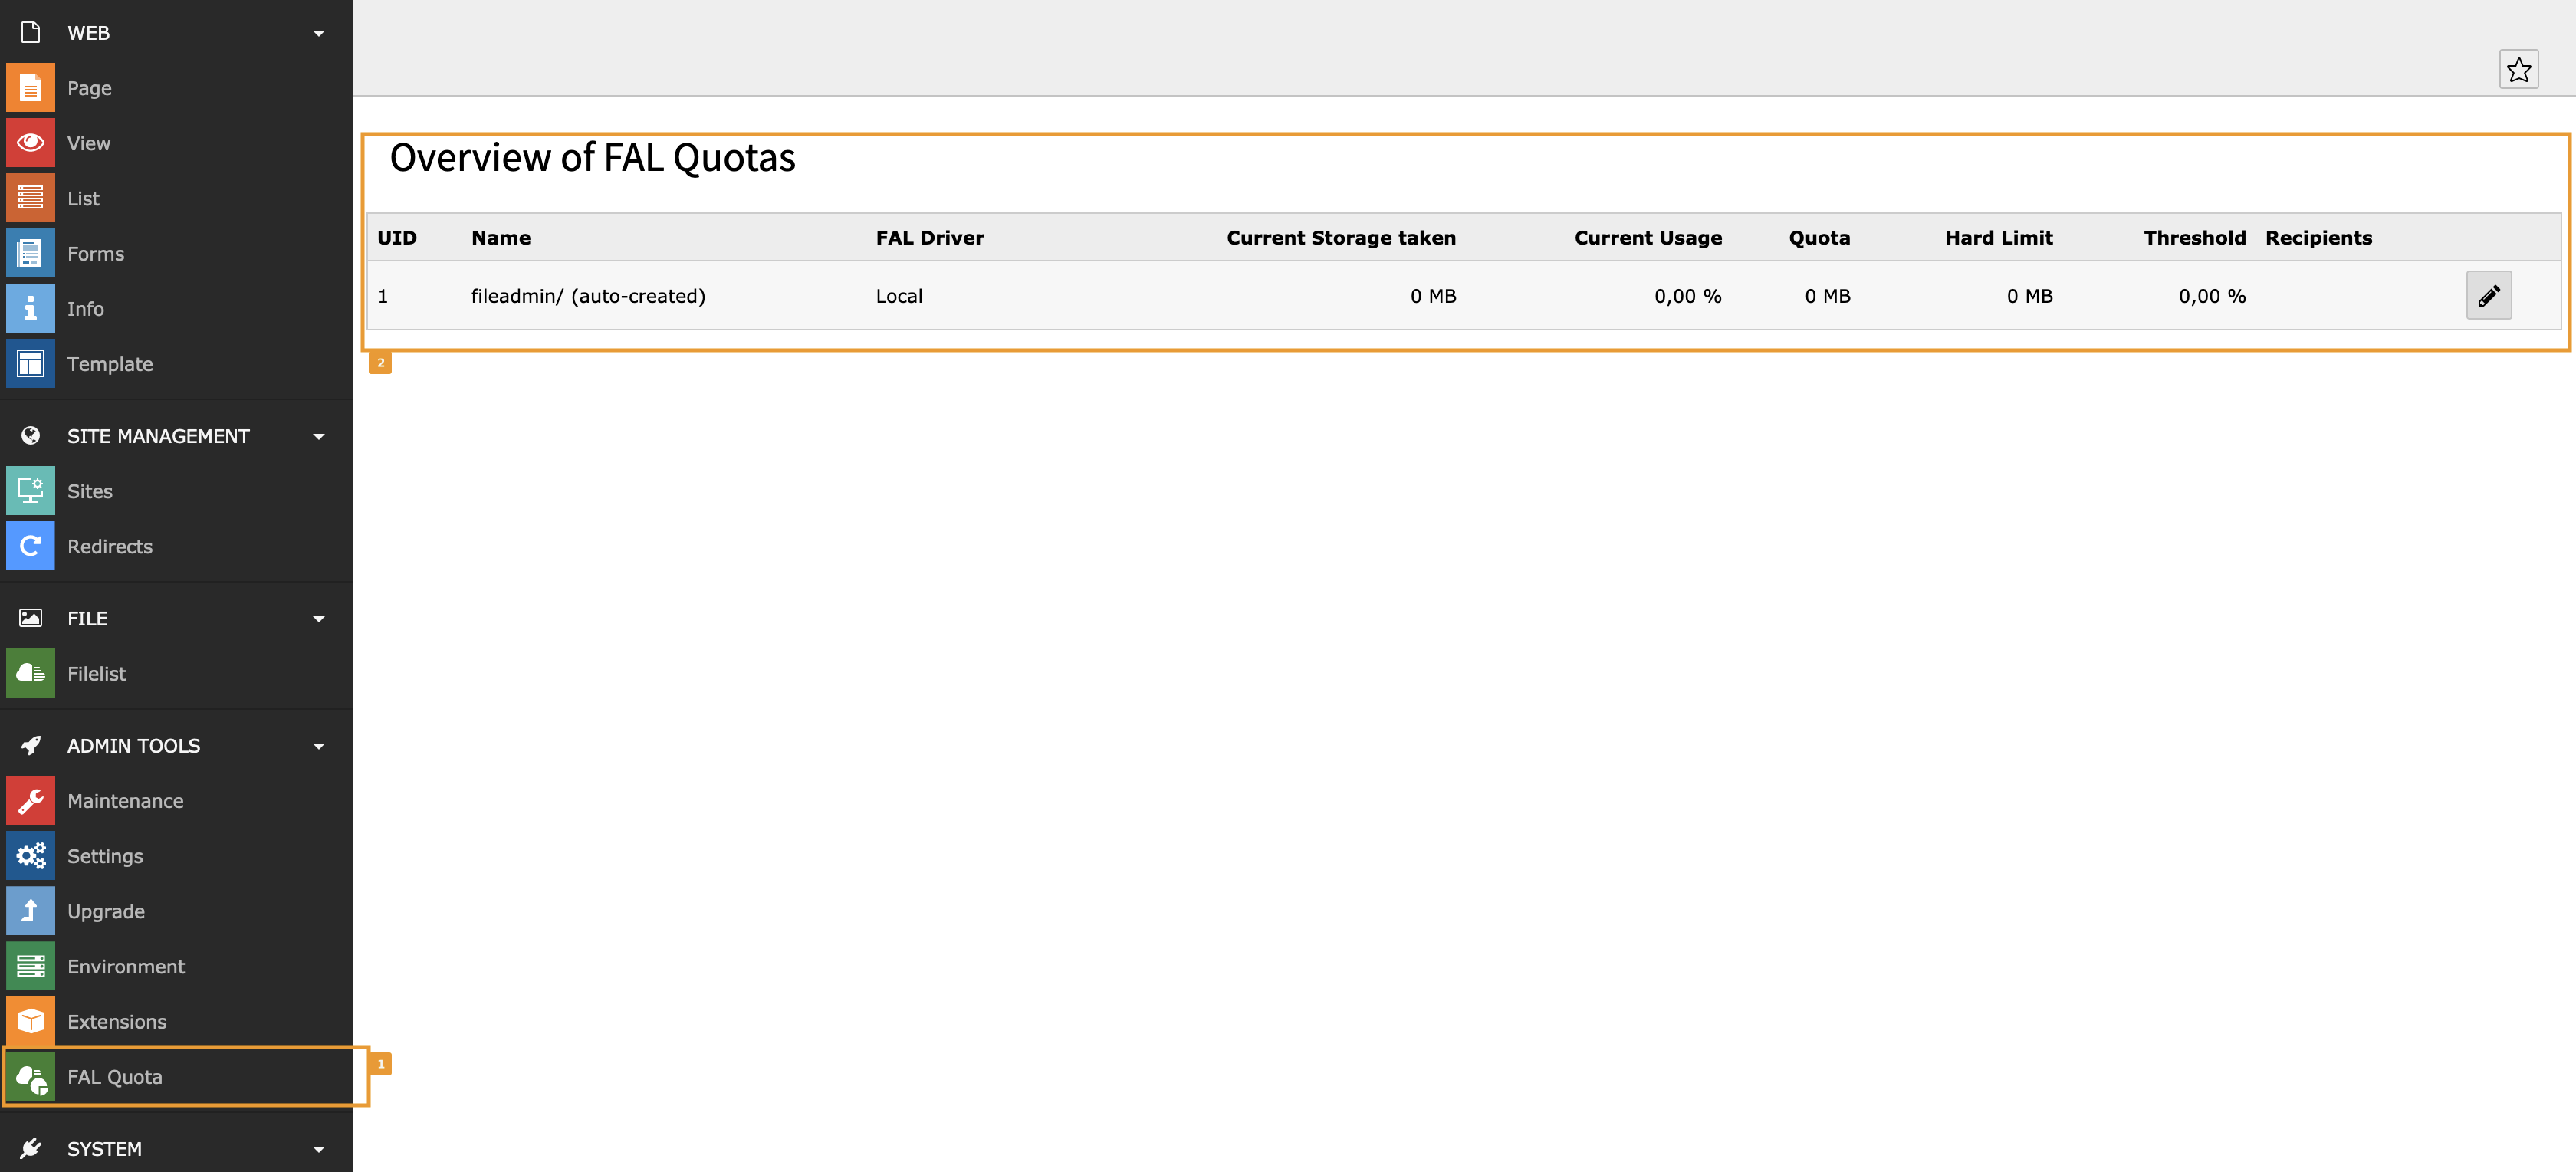 WEB
Page
View
List
Forms
Info
Template
SITE MANAGEMENT
Sites
Redirects
FILE
Filelist
ADMIN TOOLS
Maintenance
Settings
Upgrade
Environment
Extensions
FAL Quota
1
SYSTEM
Overview of FAL Quotas
UID Name FAL Driver Current Storage taken Current Usage Quota Hard Limit Threshold Recipients
1 fileadmin/ (auto-created) Local 0 MB 0,00 % 0 MB 0 MB 0,00 %
2